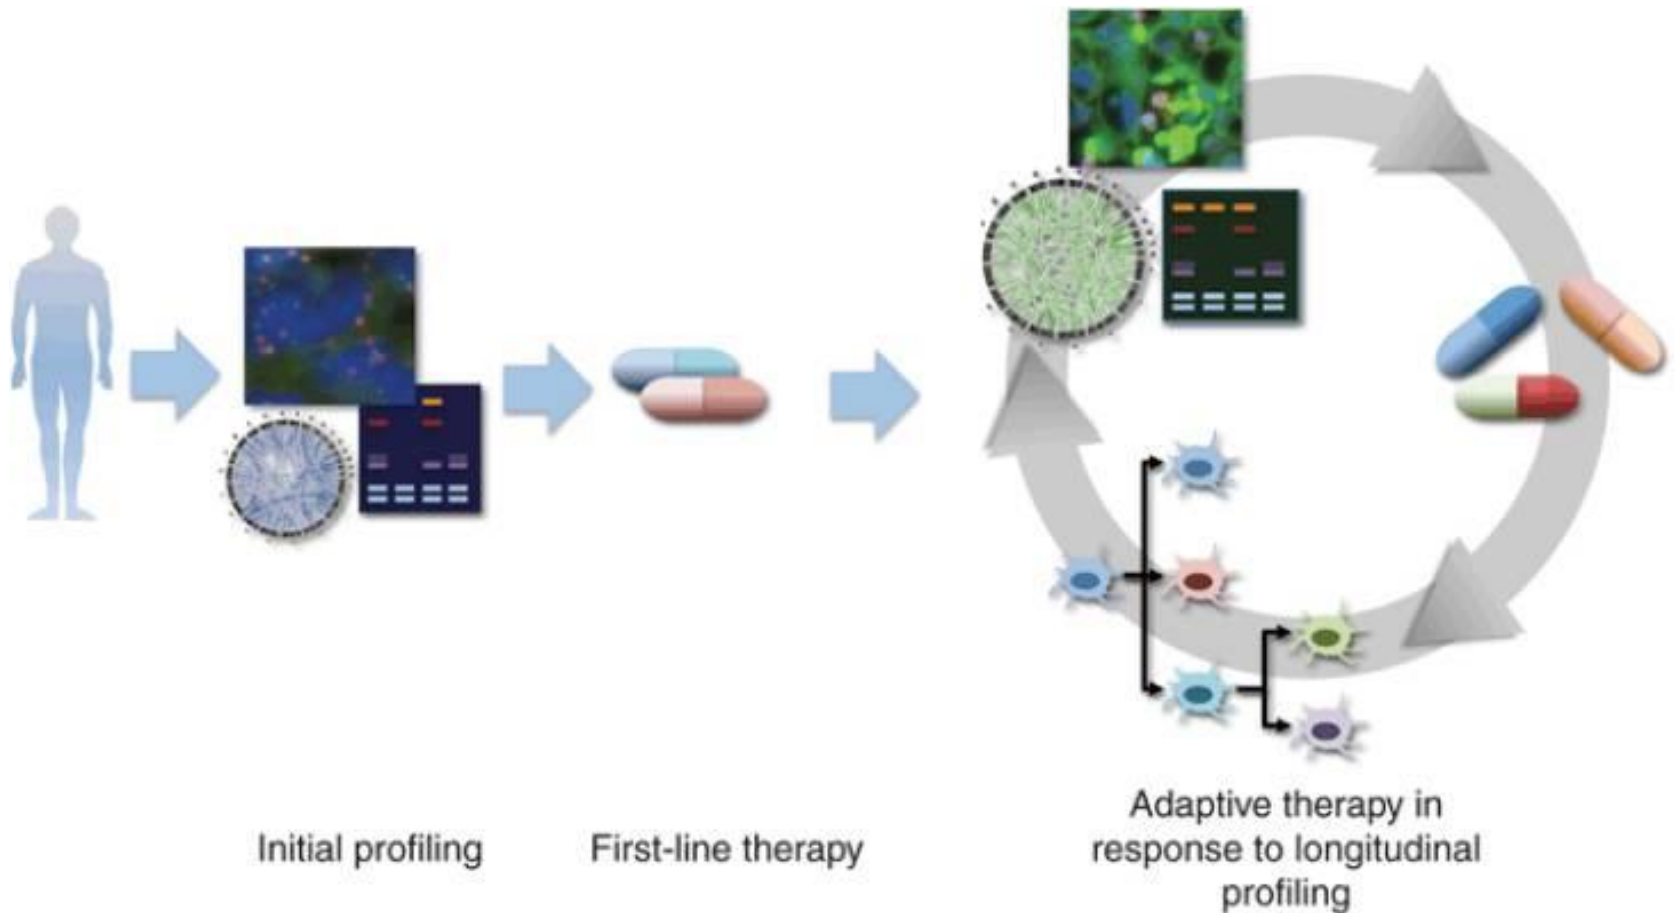 Initial profiling
First-line therapy
Adaptive therapy in
response to longitudinal
profiling